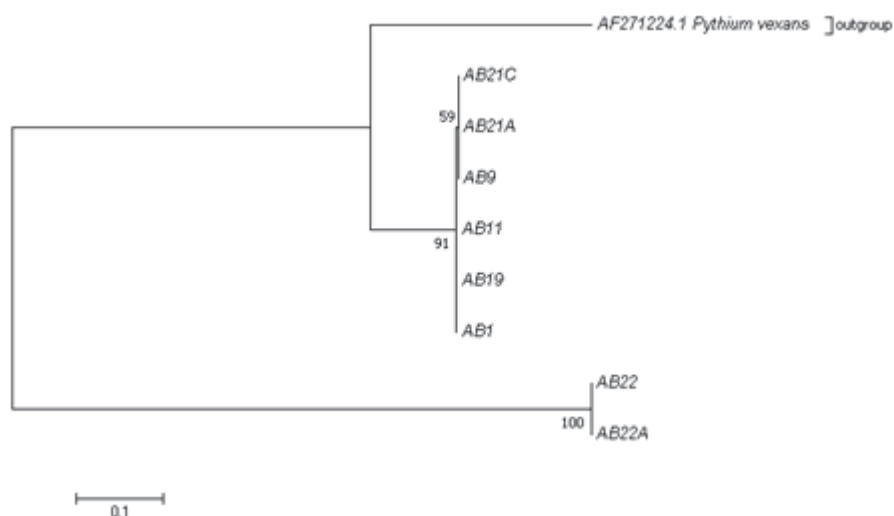 AF271224.1 Pythium vexans ]outgroup
AB21C
59
AB21A
AB9
AB11
91
AB19
AB1
AB22
100
AB22A
0.1